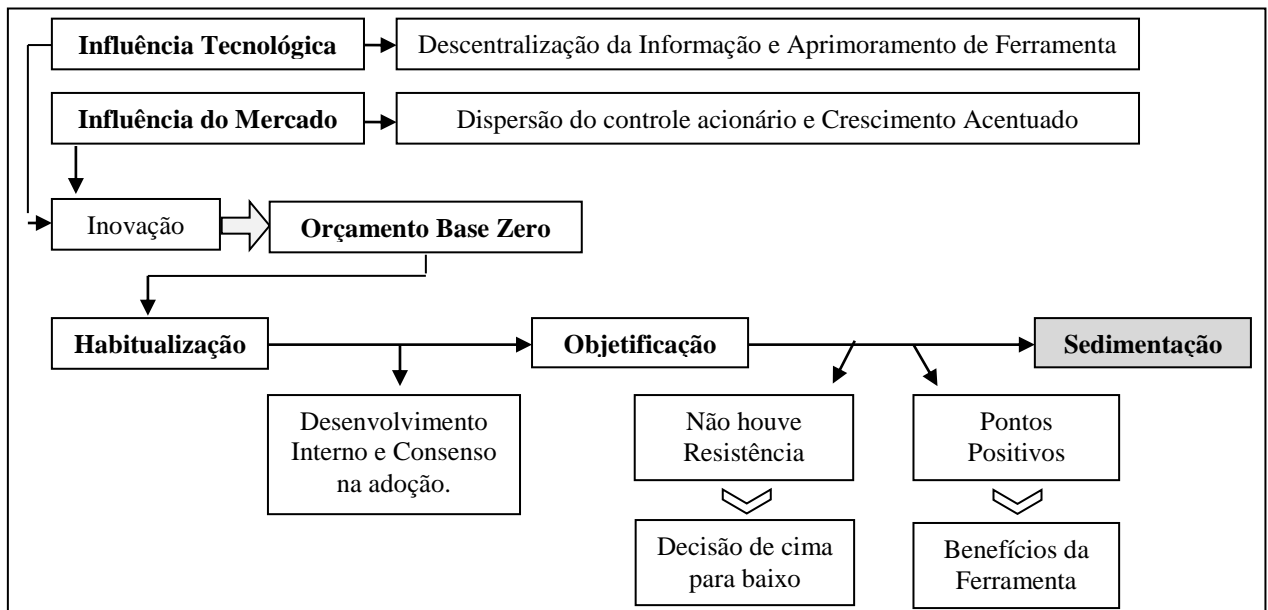 Influência Tecnológica
Descentralização da Informação e Aprimoramento de Ferramenta
Influência do Mercado
Dispersão do controle acionário e Crescimento Acentuado
Inovação
Orçamento Base Zero
Habitualização
Objetificação
Sedimentação
Desenvolvimento
Interno e Consenso
na adoção.
Não houve
Resistência
Pontos
Positivos
Decisão de cima
para baixo
Benefícios da
Ferramenta